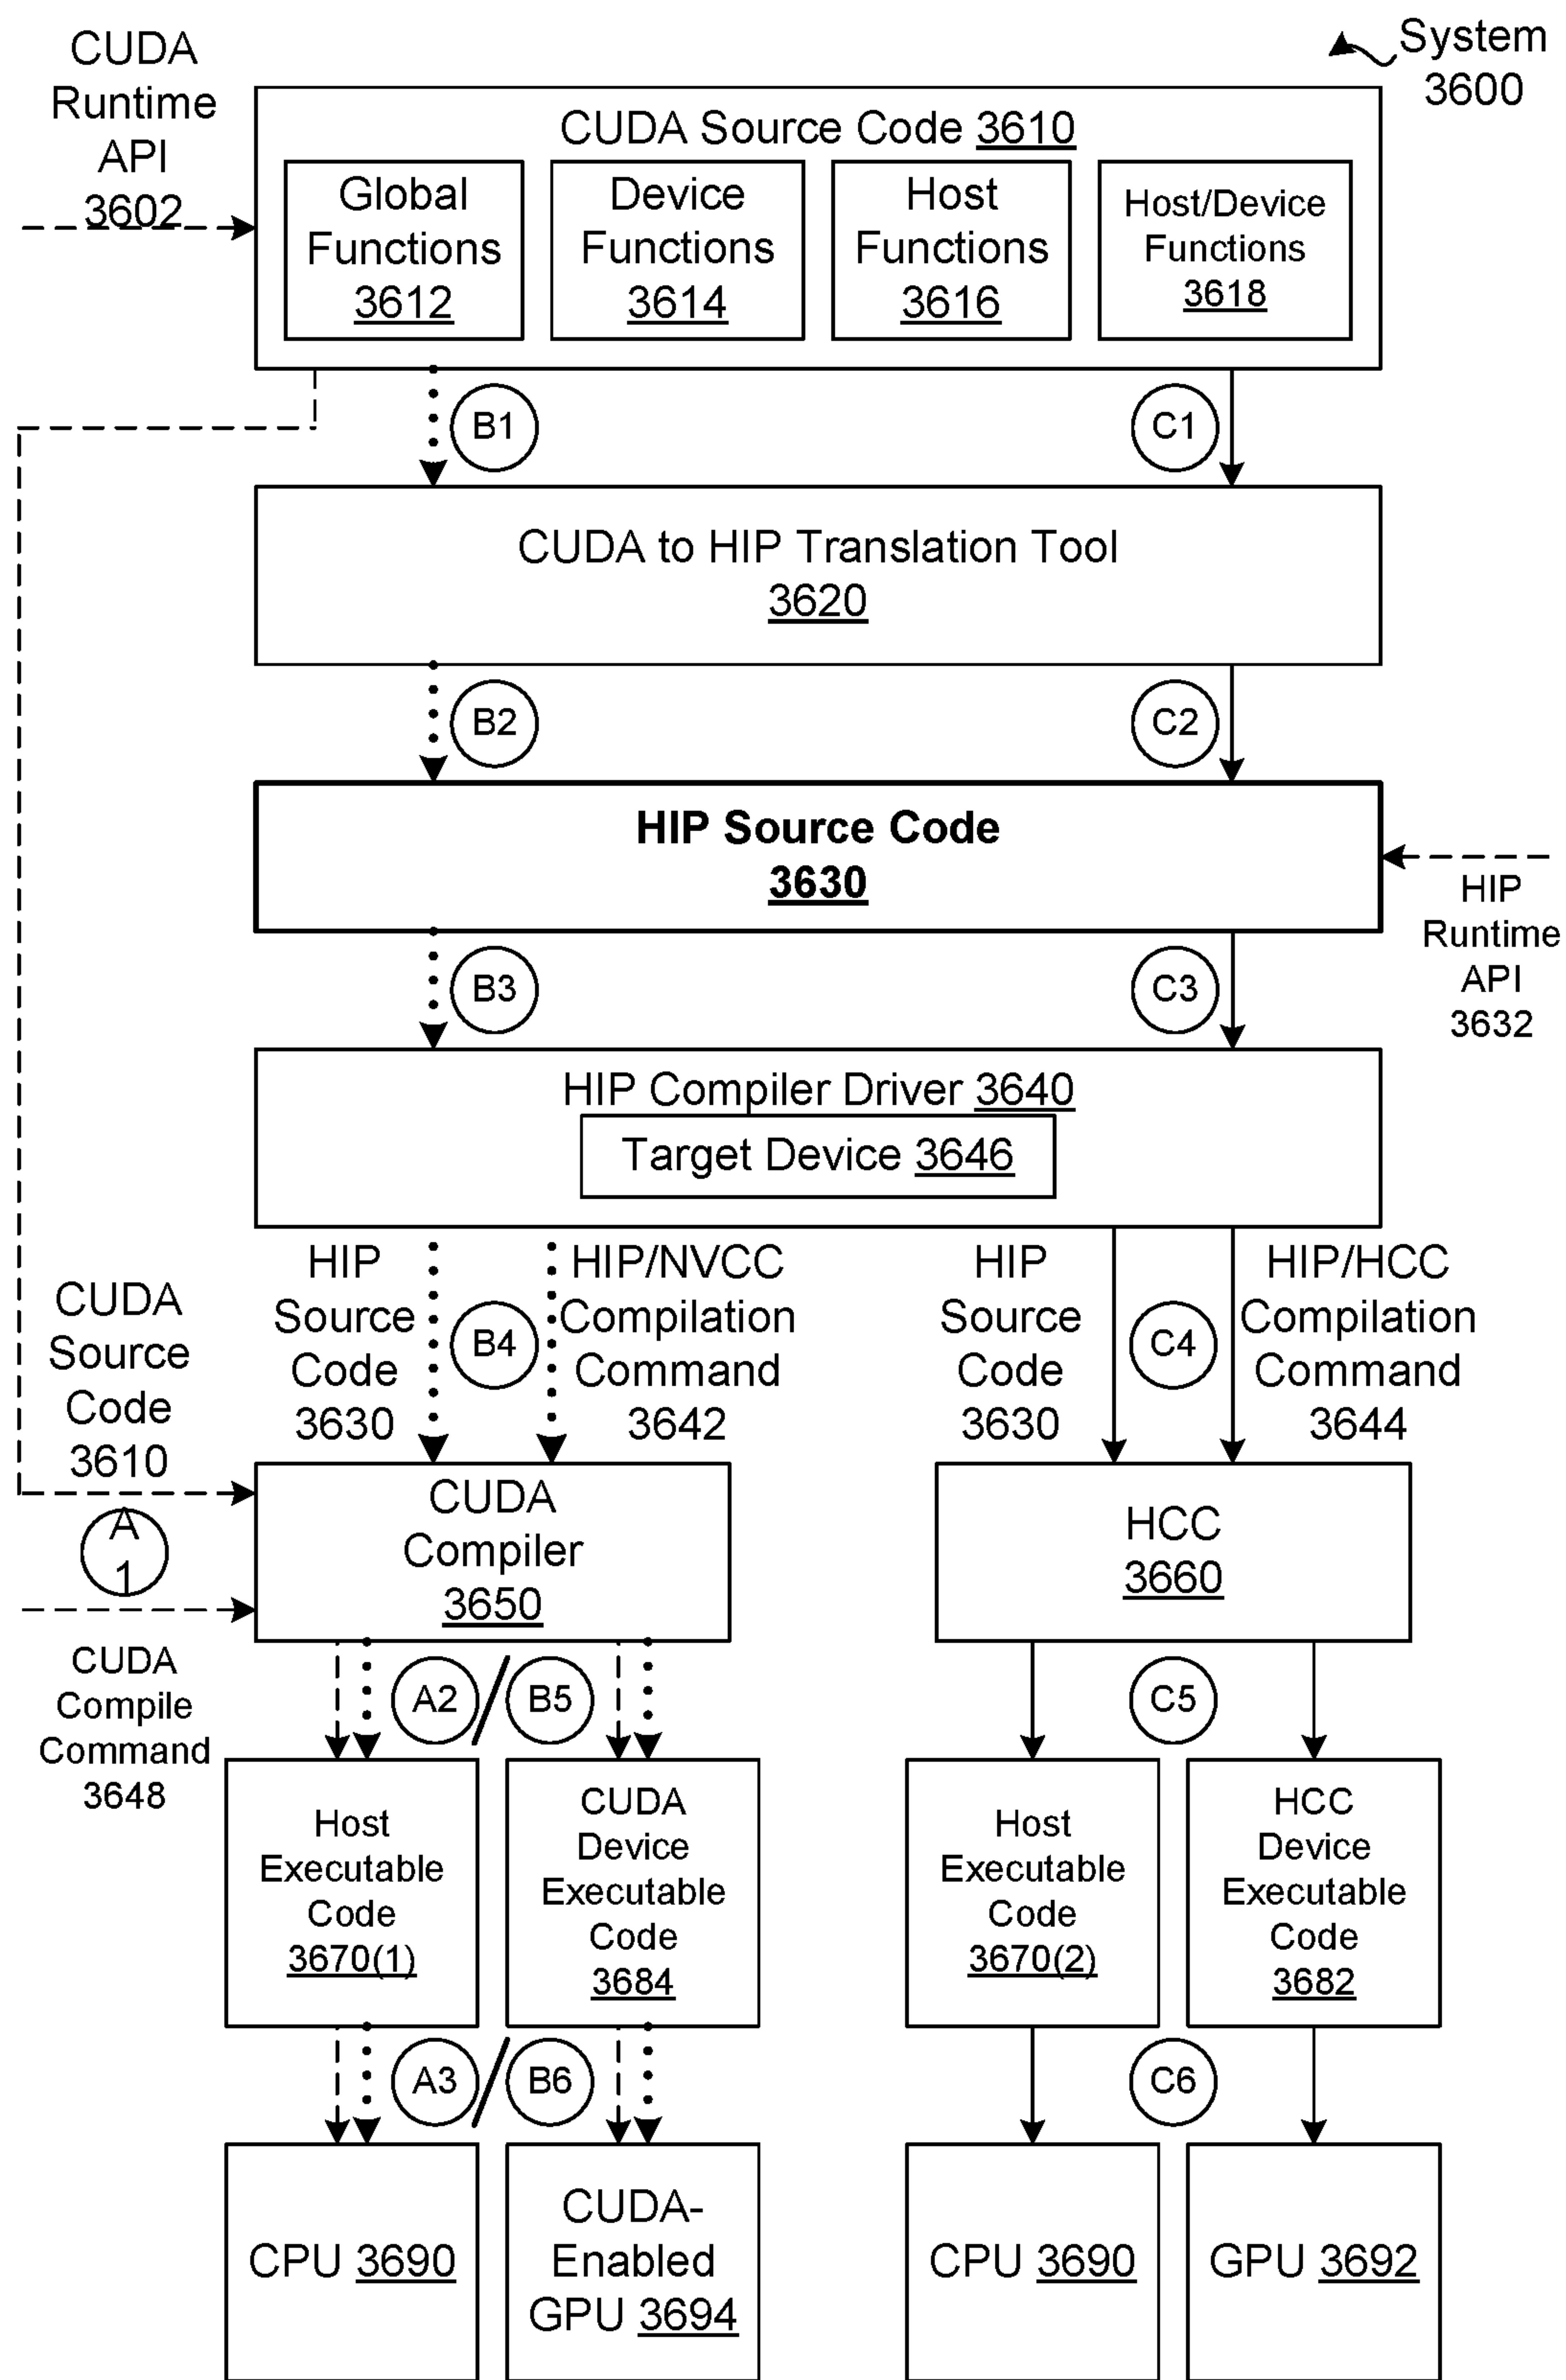 System
3600
CUDA
Runtime
API
3602
CUDA Source Code 3610
Global
Functions
3612
Device
Functions
3614
Host
Functions
3616
Host/Device
Functions
3618
B1
C1
CUDA to HIP Translation Tool
3620
B2
C2
HIP Source Code
3630
HIP
Runtime
API
3632
B3
C3
HIP Compiler Driver 3640
Target Device 3646
HIP
Source
Code
3630
B4
HIP/NVCC
Compilation
Command
3642
HIP
Source
Code
3630
C4
HIP/HCC
Compilation
Command
3644
CUDA
Source
Code
3610
A
1
CUDA
Compile
Command
3648
CUDA
Compiler
3650
HCC
3660
A2 / B5
C5
Host
Executable
Code
3670(1)
CUDA
Device
Executable
Code
3684
Host
Executable
Code
3670(2)
HCC
Device
Executable
Code
3682
A3 / B6
C6
CPU 3690
CUDA-
Enabled
GPU 3694
CPU 3690
GPU 3692